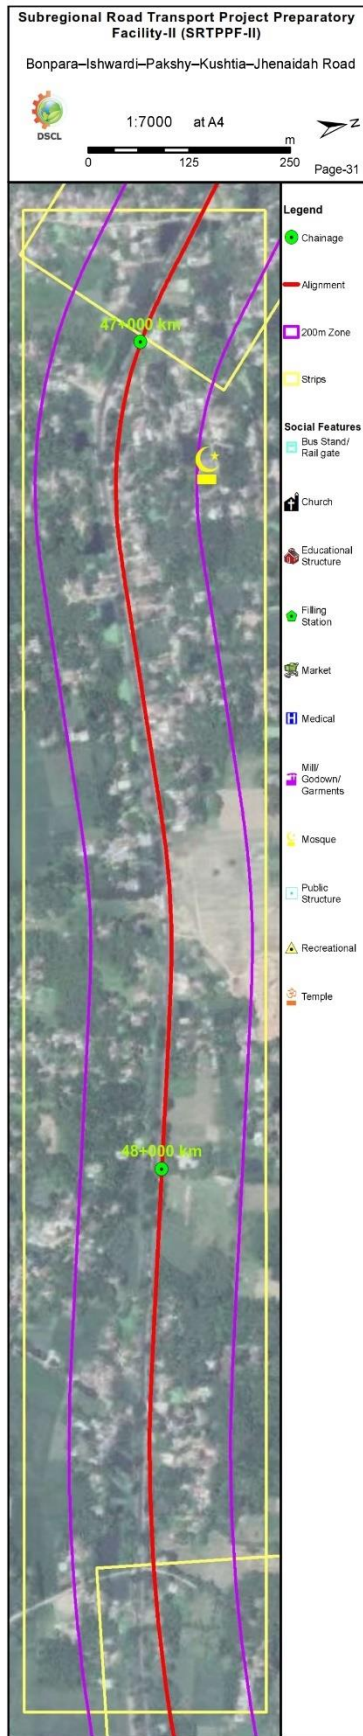 Subregional Road Transport Project Preparatory
Facility-II (SRTPPF-II)
Bonpara–Ishwardi–Pakshy–Kushtia–Jhenaidah Road
DSCL
1:7000 at A4
Z
m
0 125 250
Page-31
Legend
Chainage
Alignment
200m Zone
Strips
Social Features
Bus Stand/
Rail gate
Church
Educational
Structure
Filling
Station
Market
Medical
Mill/
Godown/
Garments
Mosque
Public
Structure
Recreational
Temple
47+000 km
48+000 km